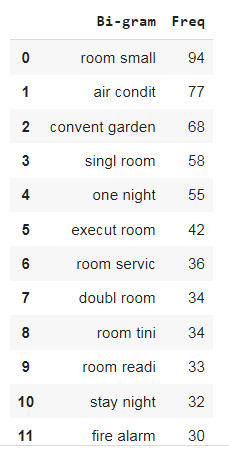 Bi-gram Freq
0 room small 94
1 air condit 77
2 convent garden 68
3 singl room 58
4 one night 55
5 execut room 42
6 room servic 36
7 doubl room 34
8 room tini 34
9 room readi 33
10 stay night 32
11 fire alarm 30